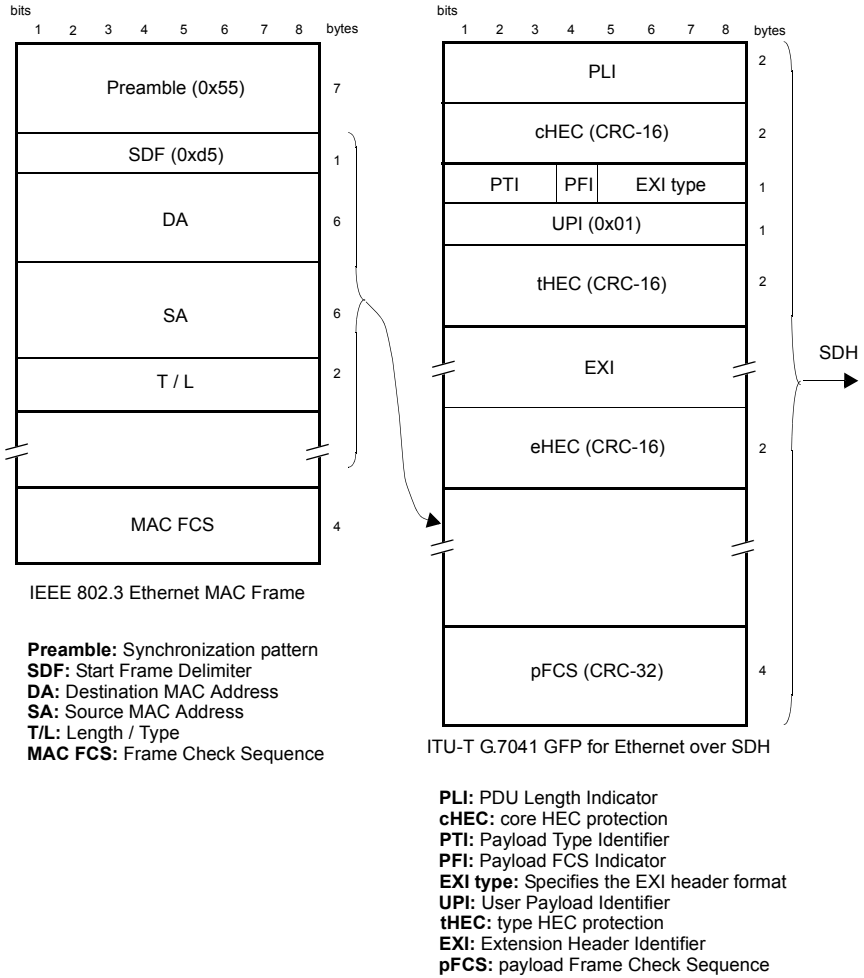 bits
1 2 3 4 5 6 7 8 bytes
Preamble (0x55) 7
SDF (0xd5) 1
DA 6
SA 6
T / L 2
MAC FCS 4
IEEE 802.3 Ethernet MAC Frame
Preamble: Synchronization pattern
SDF: Start Frame Delimiter
DA: Destination MAC Address
SA: Source MAC Address
T/L: Length / Type
MAC FCS: Frame Check Sequence
bits
1 2 3 4 5 6 7 8 bytes
PLI 2
cHEC (CRC-16) 2
PTI PFI EXI type 1
UPI (0x01) 1
tHEC (CRC-16) 2
EXI
SDH
eHEC (CRC-16) 2
pFCS (CRC-32) 4
ITU-T G.7041 GFP for Ethernet over SDH
PLI: PDU Length Indicator
cHEC: core HEC protection
PTI: Payload Type Identifier
PFI: Payload FCS Indicator
EXI type: Specifies the EXI header format
UPI: User Payload Identifier
tHEC: type HEC protection
EXI: Extension Header Identifier
pFCS: payload Frame Check Sequence